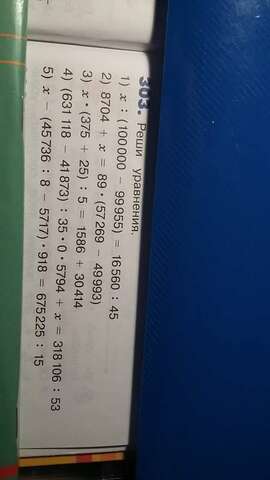 303. Реши уравнения.
1) x : (100 000 − 99 955) = 16 560 : 45
2) 8704 + x = 89 · (57 269 − 49 993)
3) x · (375 + 25) : 5 = 1586 + 30 414
4) (631 118 − 41 873) : 35 · 0 · 5794 + x = 318 106 : 53
5) x − (45 736 : 8 − 5717) · 918 = 675 225 : 15